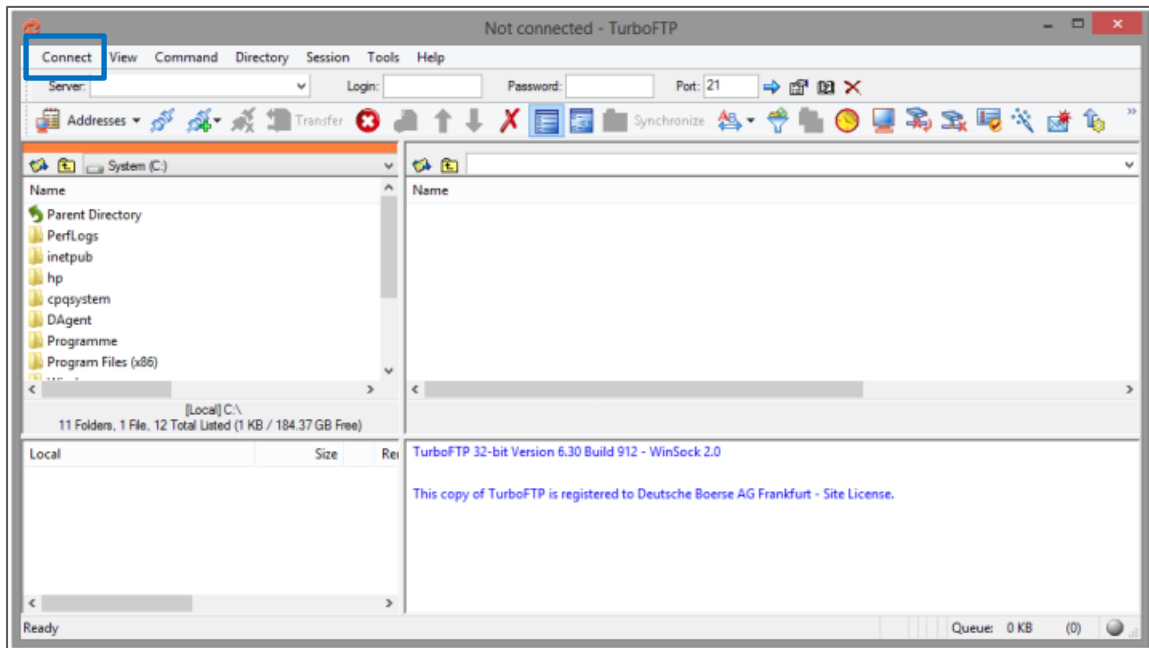 Not connected - TurboFTP
Connect View Command Directory Session Tools Help
Server: Login: Password: Port: 21
Addresses Transfer Synchronize
System (C:)
Name Name
Parent Directory
PerfLogs
inetpub
hp
cpqsystem
DAgent
Programme
Program Files (x86)
[Local] C:\
11 Folders, 1 File, 12 Total Listed (1 KB / 184.37 GB Free)
Local Size Rei
TurboFTP 32-bit Version 6.30 Build 912 - WinSock 2.0
This copy of TurboFTP is registered to Deutsche Boerse AG Frankfurt - Site License.
Ready Queue: 0 KB (0)